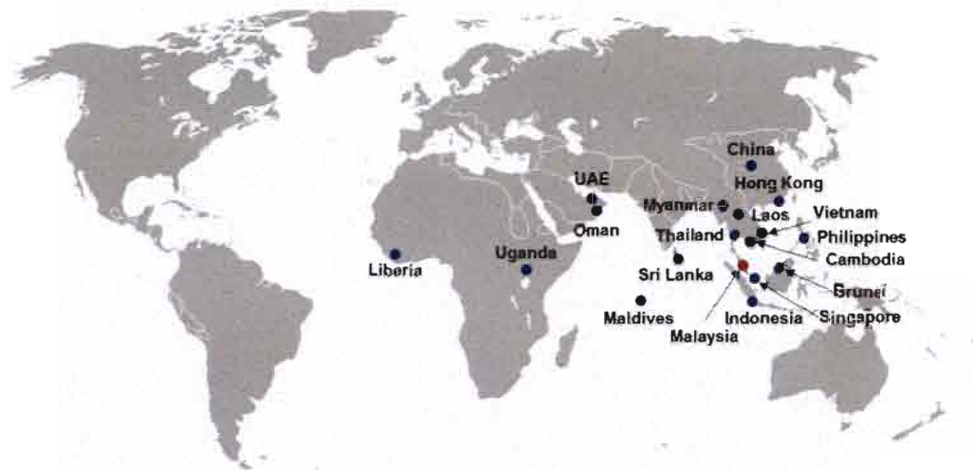 China
UAE
Hong Kong
Myanmar
Laos
Vietnam
Oman
Thailand
Philippines
Uganda
Cambodia
Liberia
Sri Lanka
Brunei
Maldives
Indonesia
Singapore
Malaysia